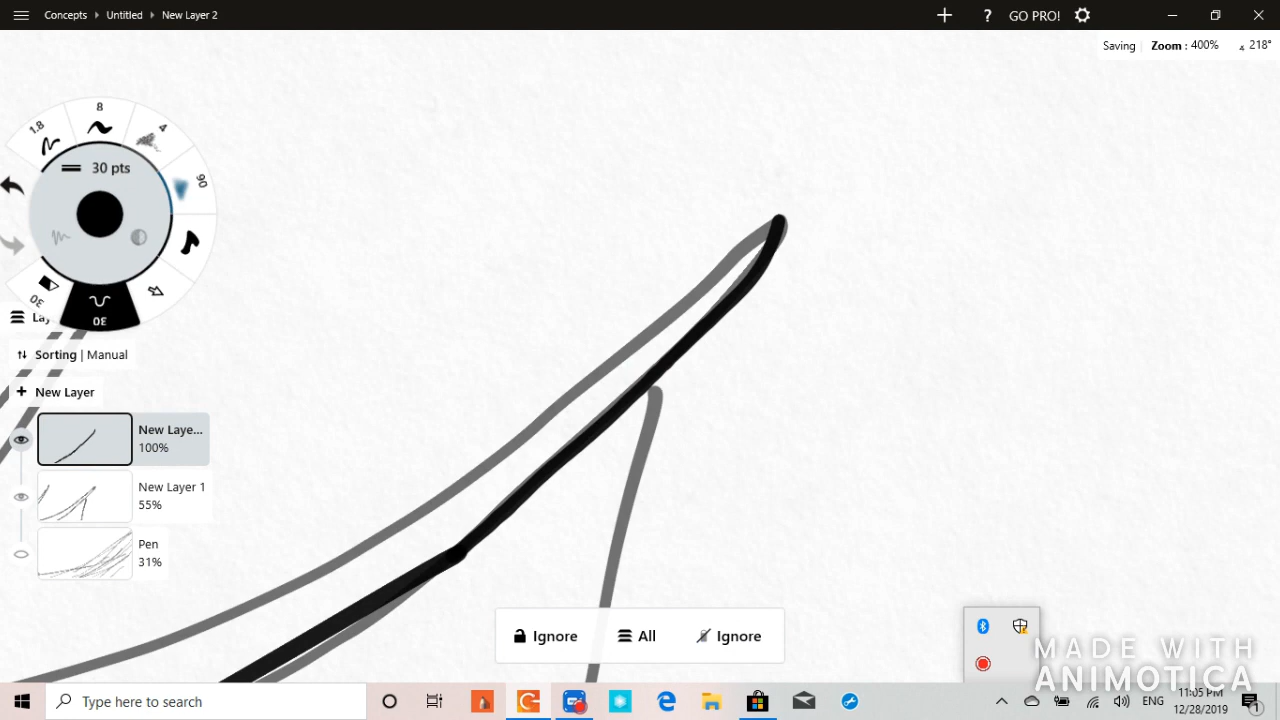 Concepts > Untitled > New Layer 2
? GO PRO!
Saving Zoom : 400% 218°
8
1.8
4
90
30 pts
30
30
Lay
Sorting | Manual
+ New Layer
New Laye...
100%
New Layer 1
55%
Pen
31%
Ignore All Ignore
MADE WITH
ANIMOTICA
Type here to search
ENG
11:05 PM
12/28/2019
1